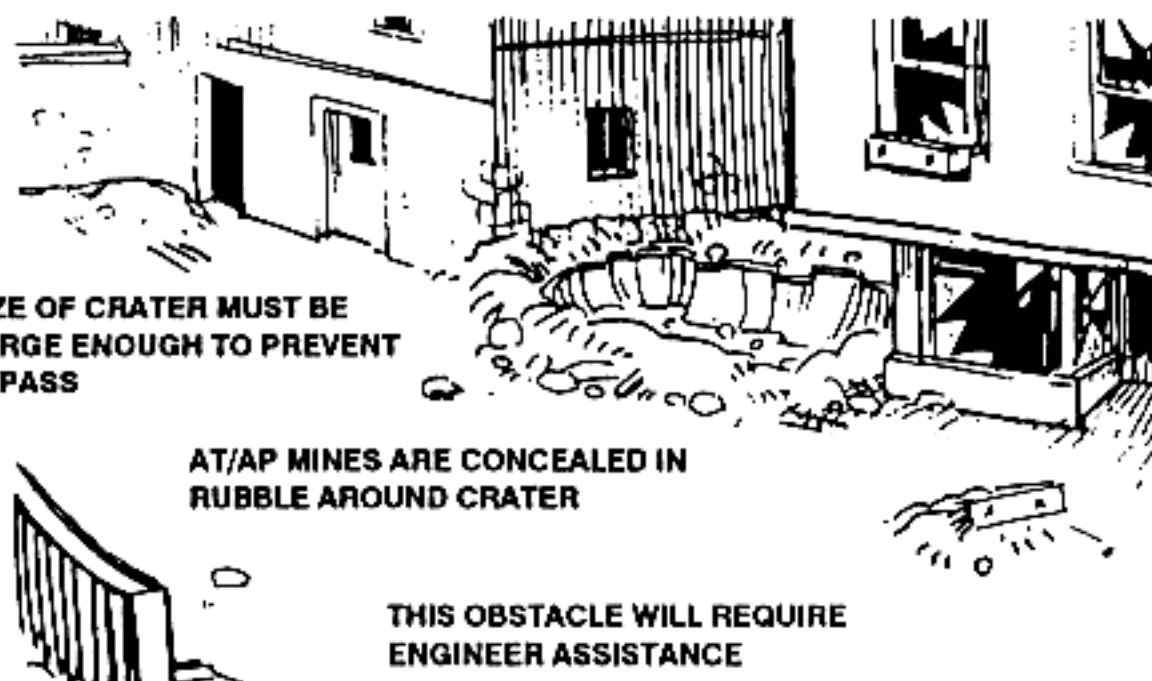 ZE OF CRATER MUST BE
RGE ENOUGH TO PREVENT
PASS
AT/AP MINES ARE CONCEALED IN
RUBBLE AROUND CRATER
THIS OBSTACLE WILL REQUIRE
ENGINEER ASSISTANCE